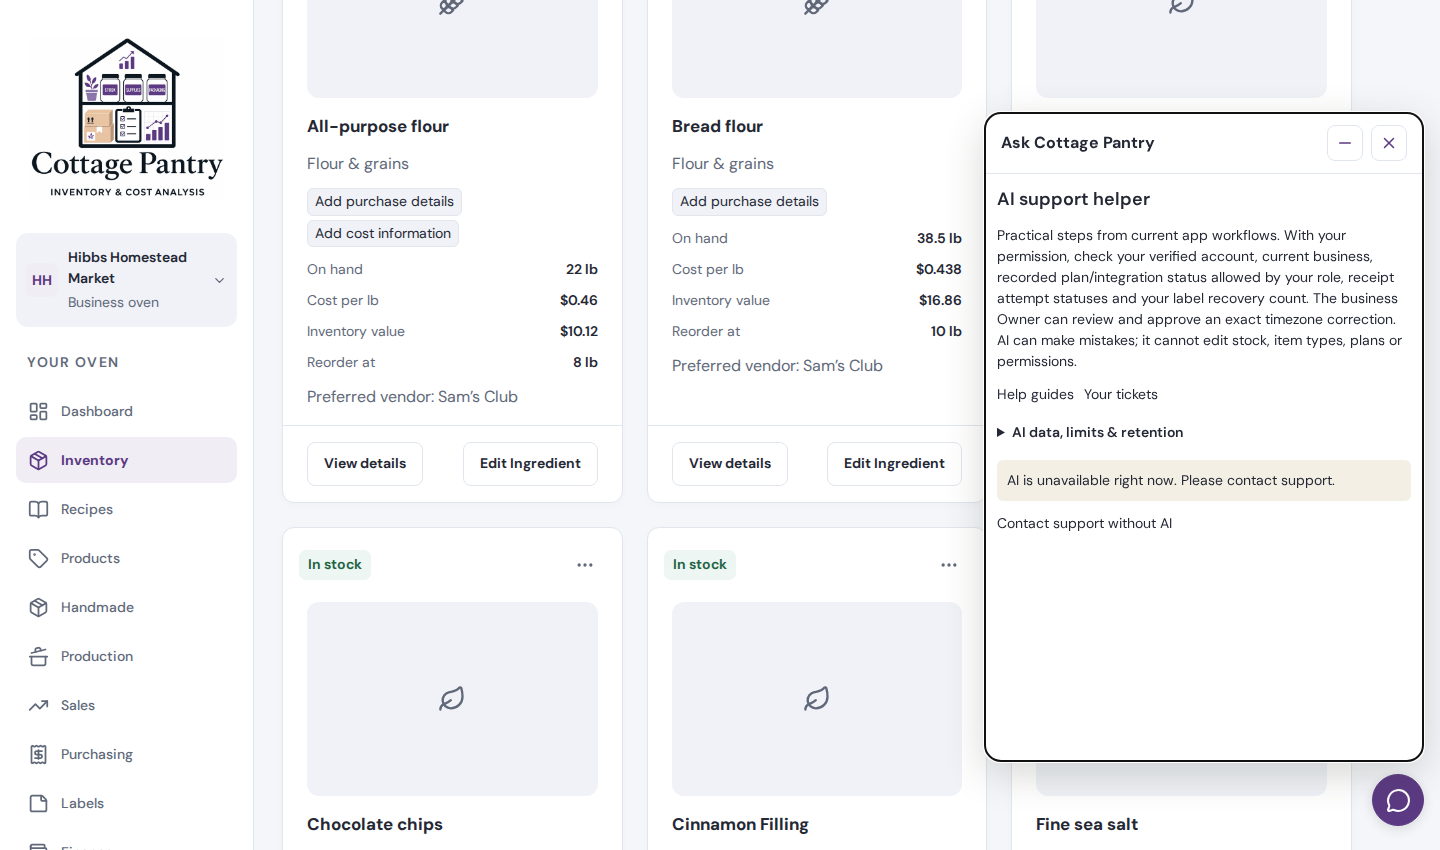 Cottage Pantry
INVENTORY & COST ANALYSIS
HH
Hibbs Homestead
Market
Business oven
YOUR OVEN
Dashboard
Inventory
Recipes
Products
Handmade
Production
Sales
Purchasing
Labels
All-purpose flour
Flour & grains
Add purchase details
Add cost information
On hand 22 lb
Cost per lb $0.46
Inventory value $10.12
Reorder at 8 lb
Preferred vendor: Sam's Club
View details Edit Ingredient
Bread flour
Flour & grains
Add purchase details
On hand 38.5 lb
Cost per lb $0.438
Inventory value $16.86
Reorder at 10 lb
Preferred vendor: Sam's Club
View details Edit Ingredient
In stock
Chocolate chips
In stock
Cinnamon Filling
Fine sea salt
Ask Cottage Pantry
AI support helper
Practical steps from current app workflows. With your
permission, check your verified account, current business,
recorded plan/integration status allowed by your role, receipt
attempt statuses and your label recovery count. The business
Owner can review and approve an exact timezone correction.
AI can make mistakes; it cannot edit stock, item types, plans or
permissions.
Help guides Your tickets
AI data, limits & retention
AI is unavailable right now. Please contact support.
Contact support without AI